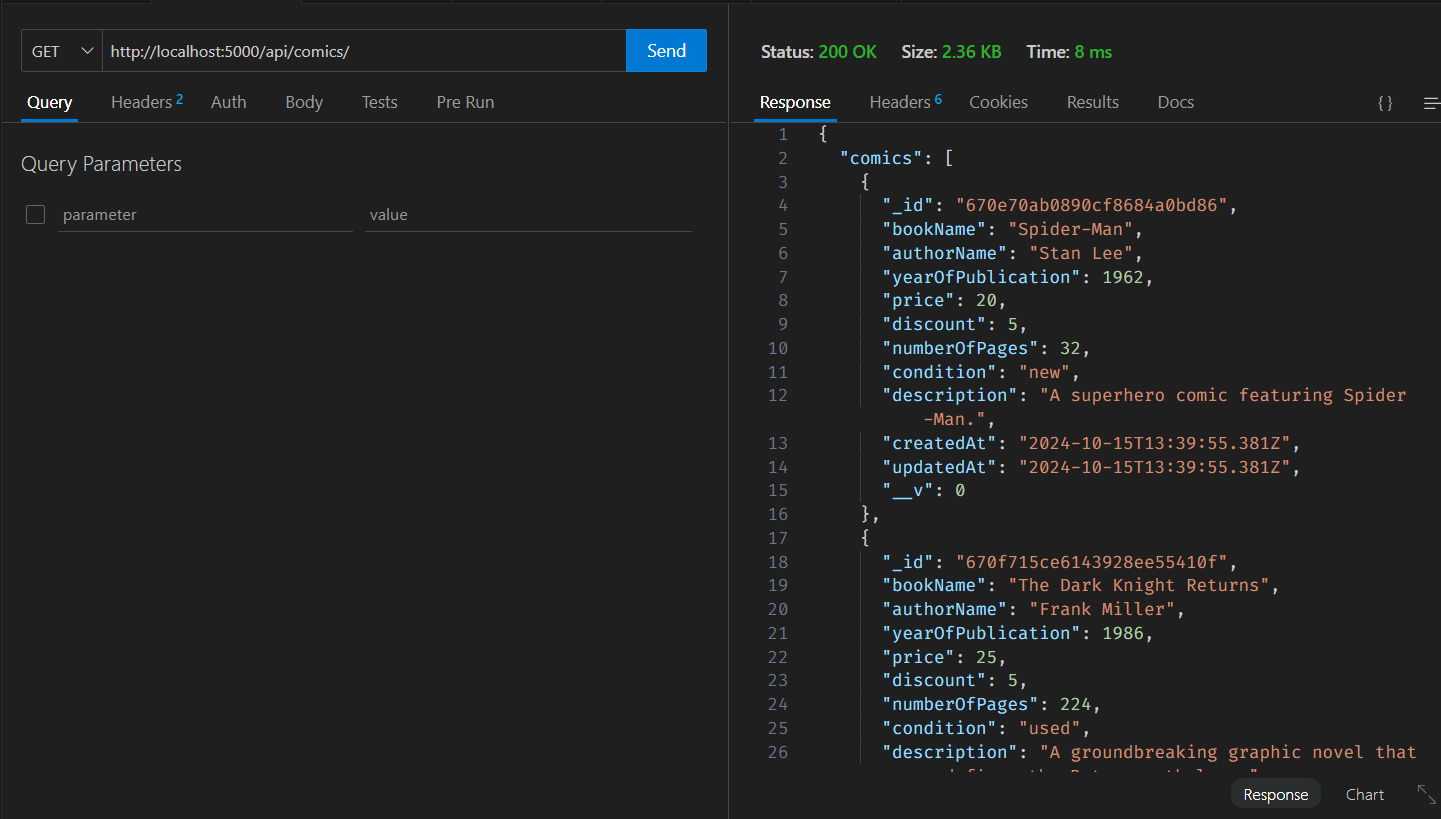 GET http://localhost:5000/api/comics/ Send
Query Headers 2 Auth Body Tests Pre Run
Query Parameters
parameter value
Status: 200 OK Size: 2.36 KB Time: 8 ms
Response Headers 6 Cookies Results Docs { }
1 {
2 "comics": [
3 {
4 "_id": "670e70ab0890cf8684a0bd86",
5 "bookName": "Spider-Man",
6 "authorName": "Stan Lee",
7 "yearOfPublication": 1962,
8 "price": 20,
9 "discount": 5,
10 "numberOfPages": 32,
11 "condition": "new",
12 "description": "A superhero comic featuring Spider
-Man.",
13 "createdAt": "2024-10-15T13:39:55.381Z",
14 "updatedAt": "2024-10-15T13:39:55.381Z",
15 "__v": 0
16 },
17 {
18 "_id": "670f715ce6143928ee55410f",
19 "bookName": "The Dark Knight Returns",
20 "authorName": "Frank Miller",
21 "yearOfPublication": 1986,
22 "price": 25,
23 "discount": 5,
24 "numberOfPages": 224,
25 "condition": "used",
26 "description": "A groundbreaking graphic novel that
Response Chart